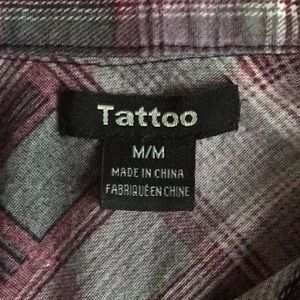 Tattoo
M/M
MADE IN CHINA
FABRIQUÉ EN CHINE